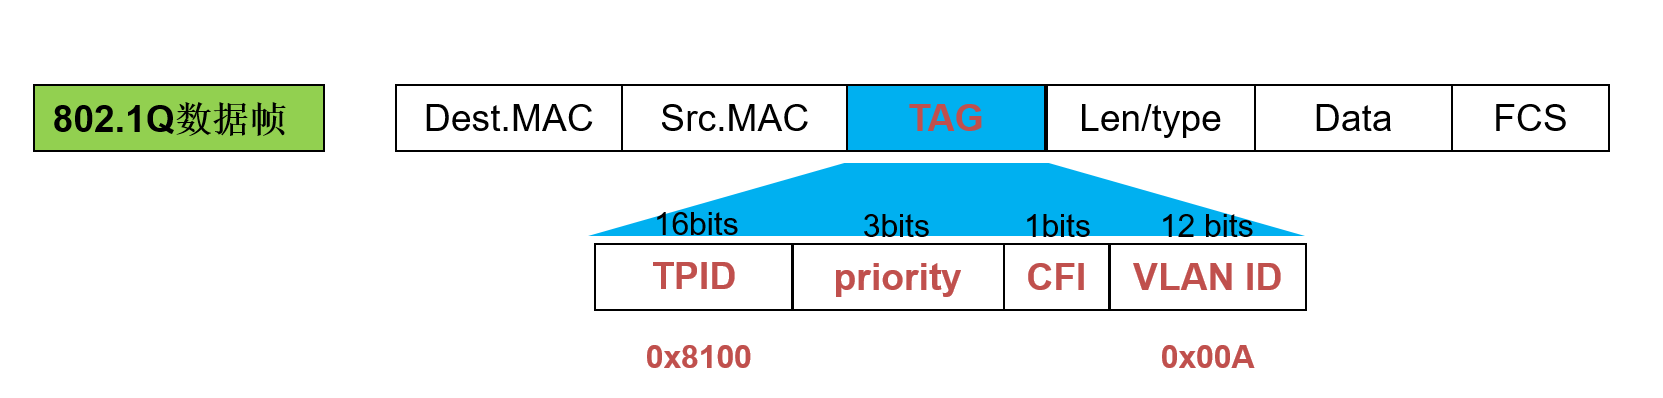 802.1Q数据帧
Dest.MAC Src.MAC TAG Len/type Data FCS
16bits 3bits 1bits 12 bits
TPID priority CFI VLAN ID
0x8100 0x00A